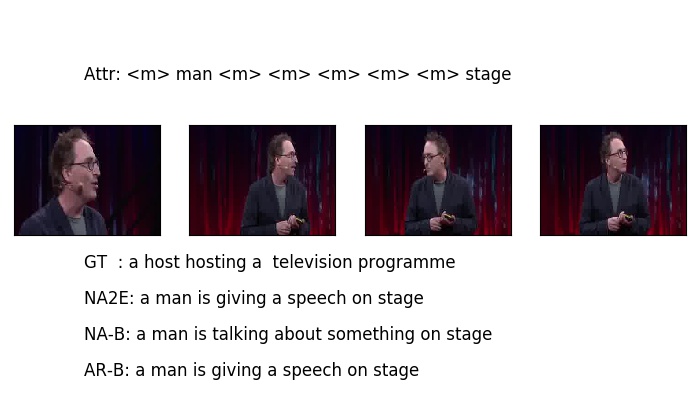 Attr: <m> man <m> <m> <m> <m> <m> stage
GT  : a host hosting a  television programme
NA2E: a man is giving a speech on stage
NA-B: a man is talking about something on stage
AR-B: a man is giving a speech on stage